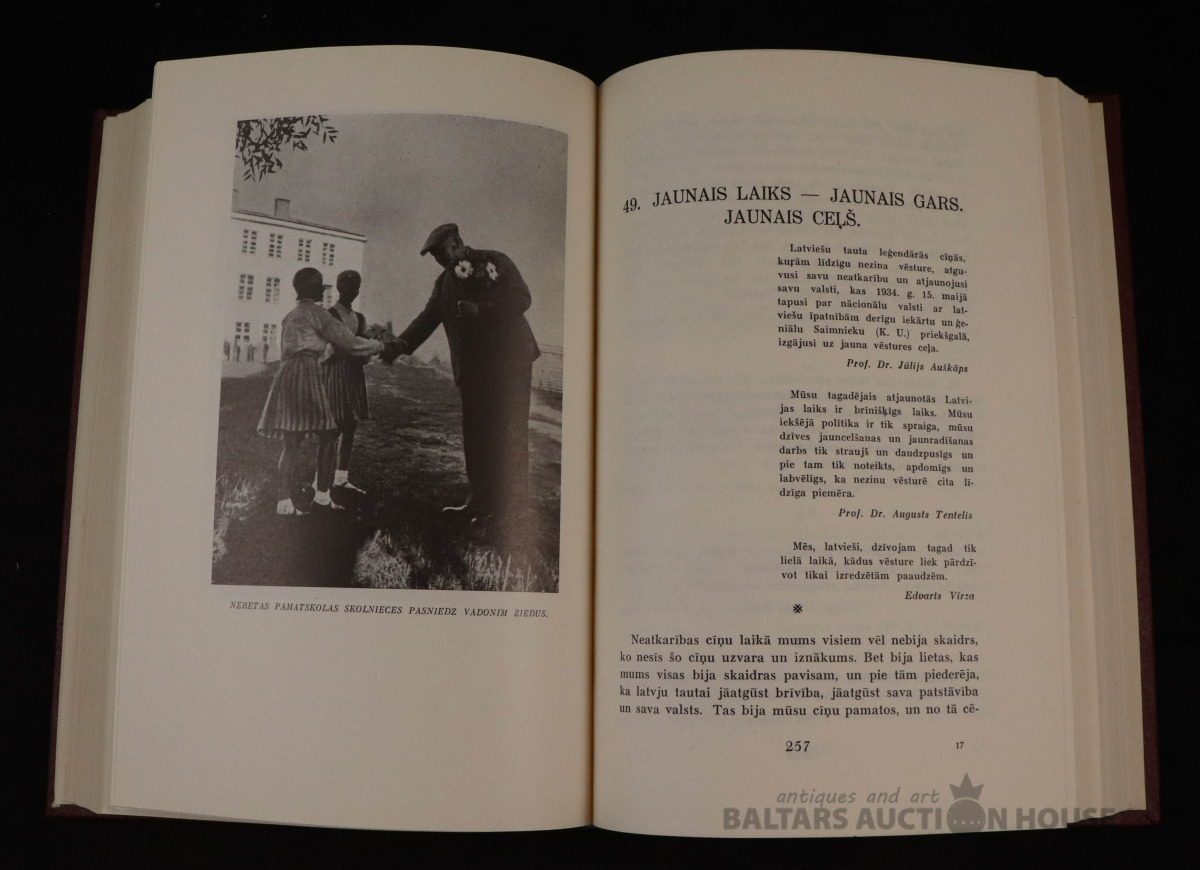 NERETAS PAMATSKOLAS SKOLNIECES PASNIEDZ VADONIM ZIEDUS.
49. JAUNAIS LAIKS — JAUNAIS GARS.
JAUNAIS CEĻŠ.
Latviešu tauta leģendārās cīņās,
kuŗām līdzīgu nezina vēsture, atgu-
vusi savu neatkarību un atjaunojusi
savu valsti, kas 1934. g. 15. maijā
tapusi par nācionālu valsti ar lat-
viešu īpatnībām derīgu iekārtu un ģe-
niālu Saimnieku (K. U.) priekšgalā,
izgājusi uz jauna vēstures ceļa.
Prof. Dr. Jūlijs Auškāps
Mūsu tagadējais atjaunotās Latvi-
jas laiks ir brīnišķīgs laiks. Mūsu
iekšējā polītika ir tik spraiga, mūsu
dzīves jauncelšanas un jaunradīšanas
darbs tik straujš un daudzpusīgs un
pie tam tik noteikts, apdomīgs un
labvēlīgs, ka nezinu vēsturē cita lī-
dzīga piemēra.
Prof. Dr. Augusts Tentelis
Mēs, latvieši, dzīvojam tagad tik
lielā laikā, kādus vēsture liek pārdzī-
vot tikai izredzētām paaudzēm.
Edvarts Virza
Neatkarības cīņu laikā mums visiem vēl nebija skaidrs,
ko nesīs šo cīņu uzvara un iznākums. Bet bija lietas, kas
mums visas bija skaidras pavisam, un pie tām piederēja,
ka latvju tautai jāatgūst brīvība, jāatgūst sava patstāvība
un sava valsts. Tas bija mūsu cīņu pamatos, un no tā cē-
257
17
antiques and art
BALTARS AUCTION HOUSE